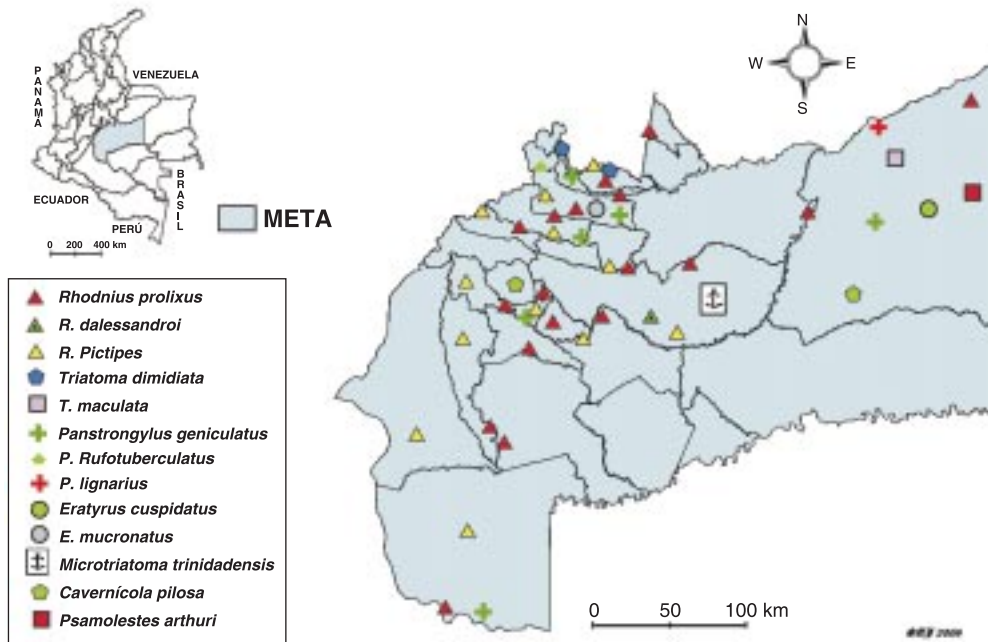 PANAMÁ
VENEZUELA
ECUADOR
BRASIL
PERÚ
0 200 400 km
META
N
W E
S
Rhodnius prolixus
R. dalessandroi
R. Pictipes
Triatoma dimidiata
T. maculata
Panstrongylus geniculatus
P. Rufotuberculatus
P. lignarius
Eratyrus cuspidatus
E. mucronatus
Microtriatoma trinidadensis
Cavernícola pilosa
Psamolestes arthuri
0 50 100 km